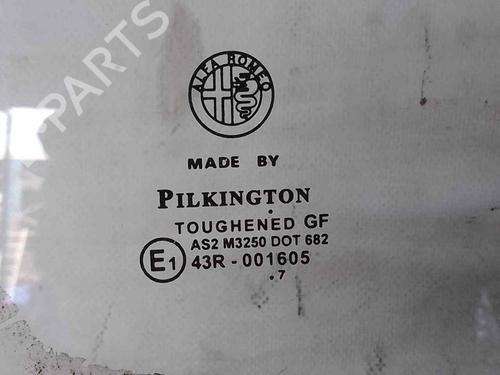 PARTS
ALFA ROMEO
MADE BY
PILKINGTON
TOUGHENED GF
AS2 M3250 DOT 682
E1 43R - 001605
.7